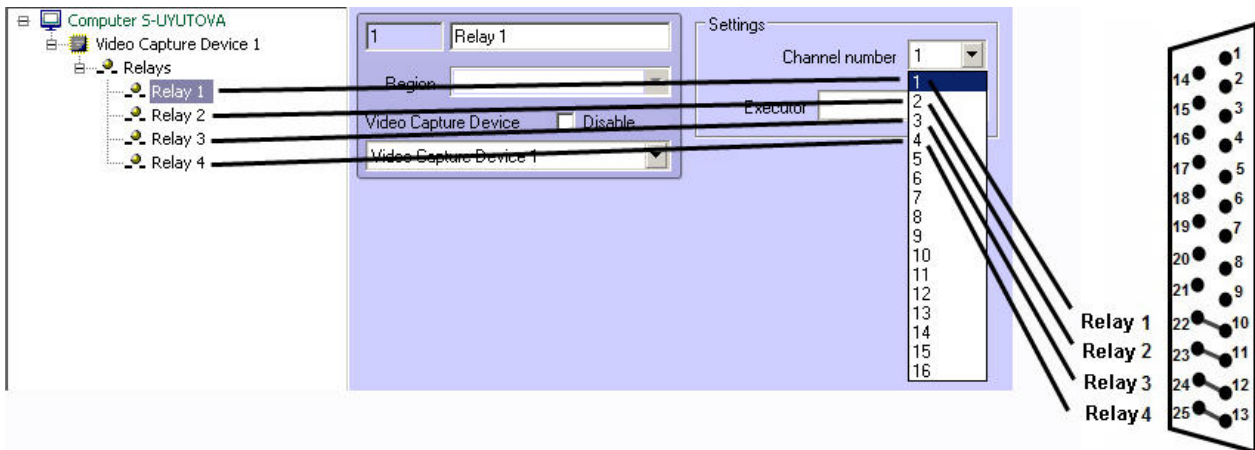 Computer S-UYUTOVA
Video Capture Device 1
Relays
Relay 1
Relay 2
Relay 3
Relay 4
1 Relay 1
Region
Video Capture Device Disable
Video Capture Device 1
Settings
Channel number 1
Executor
1
2
3
4
5
6
7
8
9
10
11
12
13
14
15
16
Relay 1
Relay 2
Relay 3
Relay 4
1
14 2
15 3
16 4
17 5
18 6
19 7
20 8
21 9
22 10
23 11
24 12
25 13